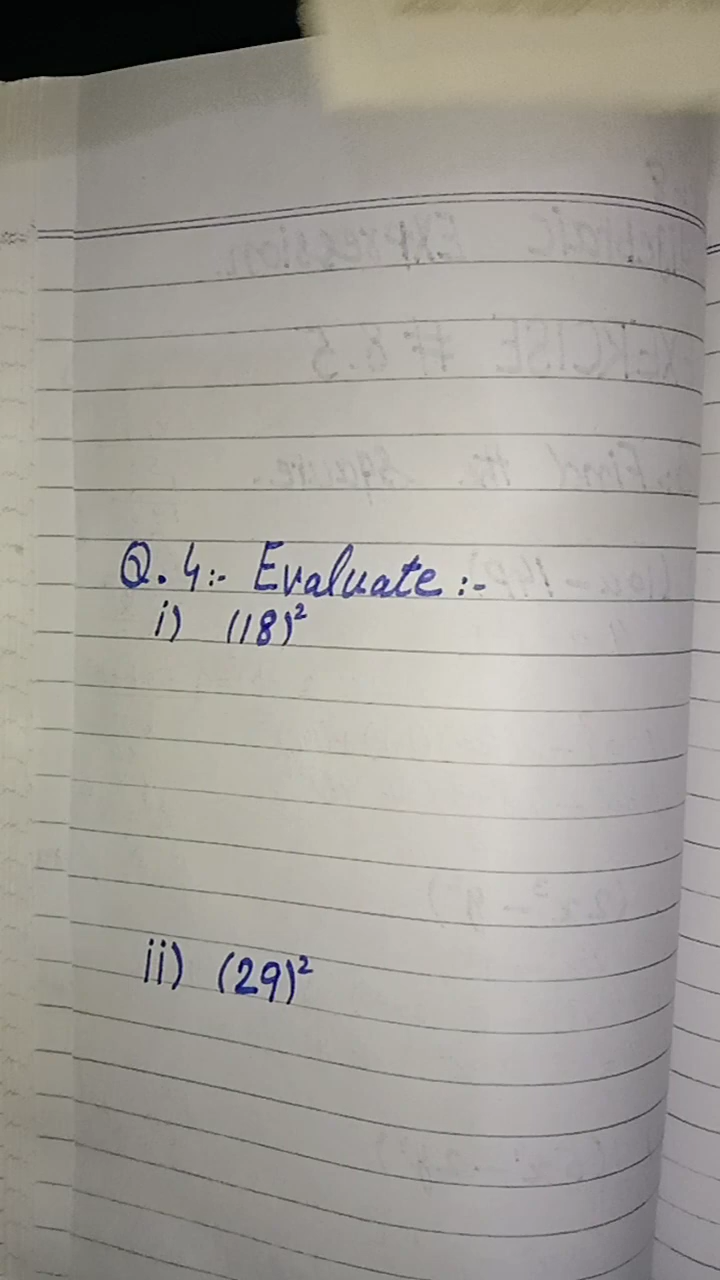 Q.4:- Evaluate:-
i) (18)²
ii) (29)²